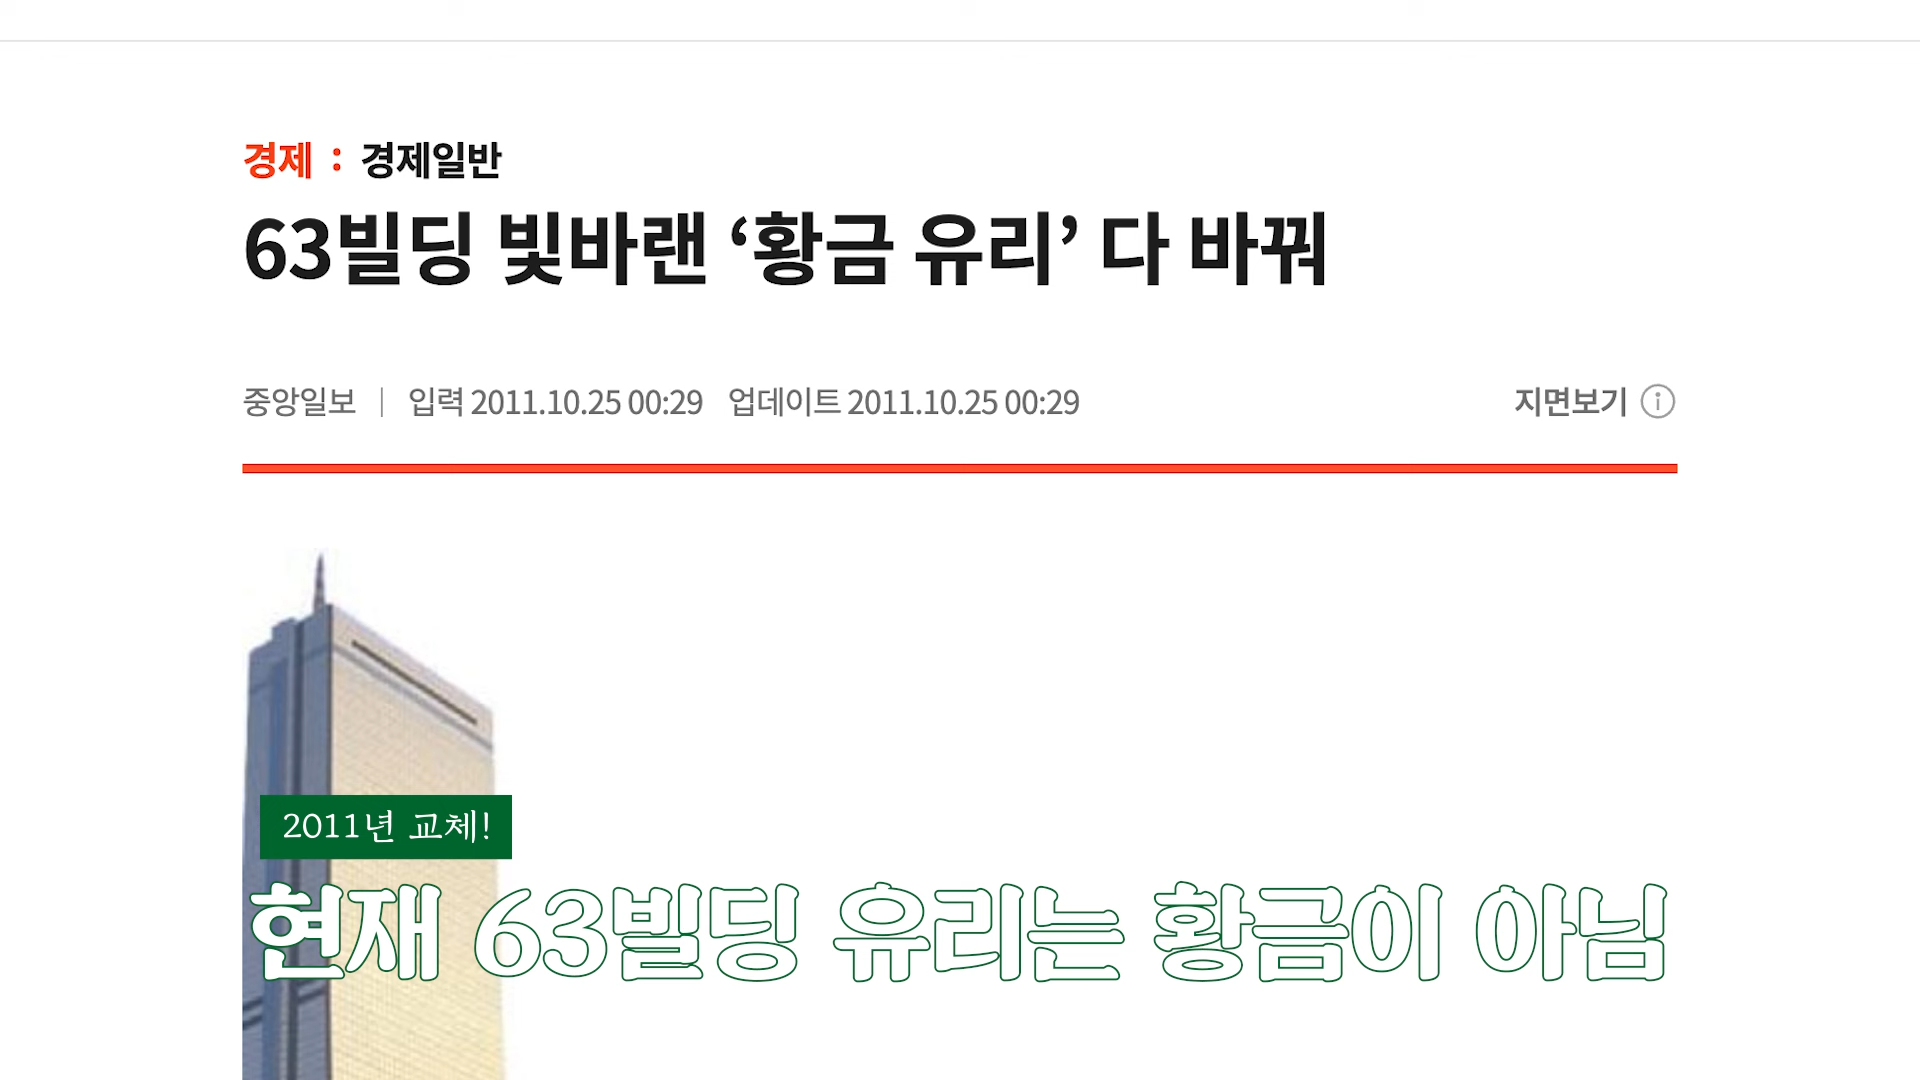 경제 : 경제일반
63빌딩 빛바랜 ‘황금 유리’ 다 바꿔
중앙일보 | 입력 2011.10.25 00:29 업데이트 2011.10.25 00:29 지면보기
2011년 교체!
현재 63빌딩 유리는 황금이 아님